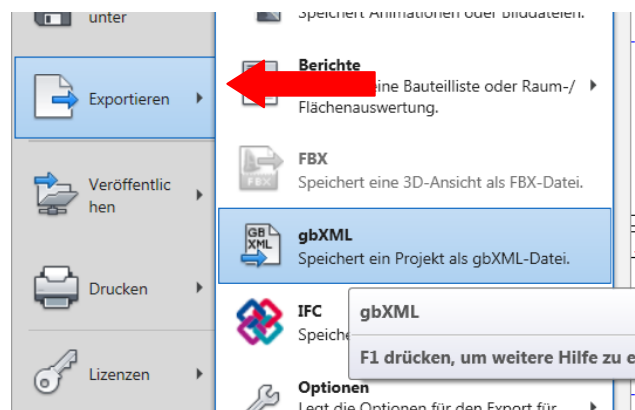 unter
Speichert Animationen oder Bilddateien.
Exportieren
Berichte
eine Bauteilliste oder Raum-/
Flächenauswertung.
FBX
FBX
Speichert eine 3D-Ansicht als FBX-Datei.
Veröffentlic
hen
GB
XML
gbXML
Speichert ein Projekt als gbXML-Datei.
Drucken
IFC
Speiche
gbXML
F1 drücken, um weitere Hilfe zu e
Lizenzen
Optionen
Legt die Optionen für den Export für